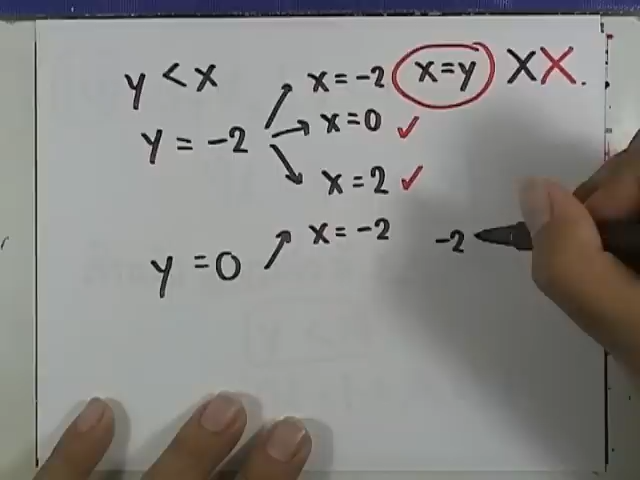 y < x
x = -2 x = y X X.
y = -2
x = 0 ✓
x = 2 ✓
x = -2 -2
y = 0